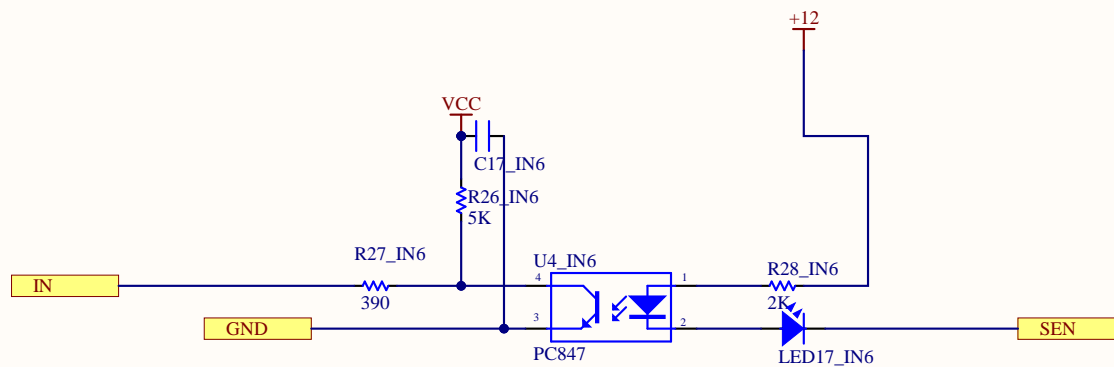 +12
VCC
C17_IN6
R26_IN6
5K
R27_IN6
U4_IN6
R28_IN6
4
1
IN
390
2K
3
2
GND
SEN
PC847
LED17_IN6